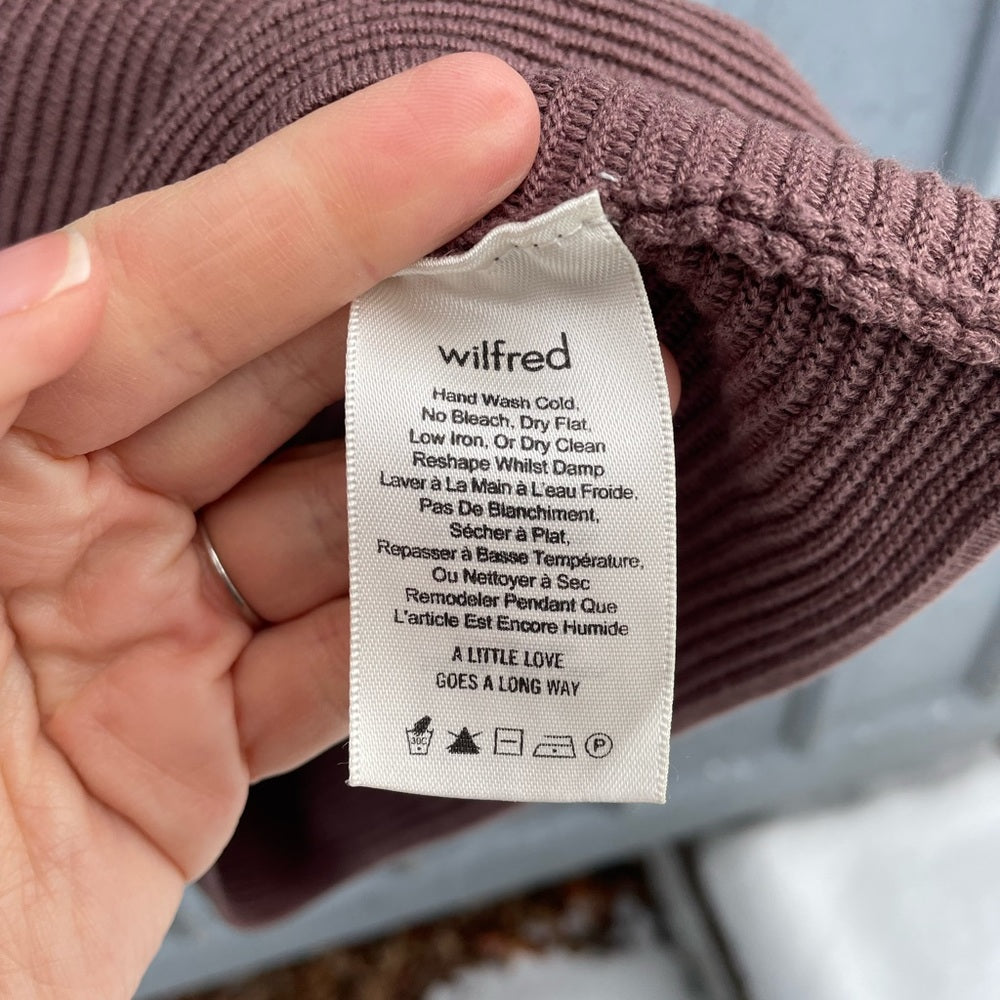 wilfred
Hand Wash Cold,
No Bleach, Dry Flat,
Low Iron, Or Dry Clean
Reshape Whilst Damp
Laver à La Main à L'eau Froide,
Pas De Blanchiment,
Sécher à Plat,
Repasser à Basse Température,
Ou Nettoyer à Sec
Remodeler Pendant Que
L'article Est Encore Humide
A LITTLE LOVE
GOES A LONG WAY
30C P